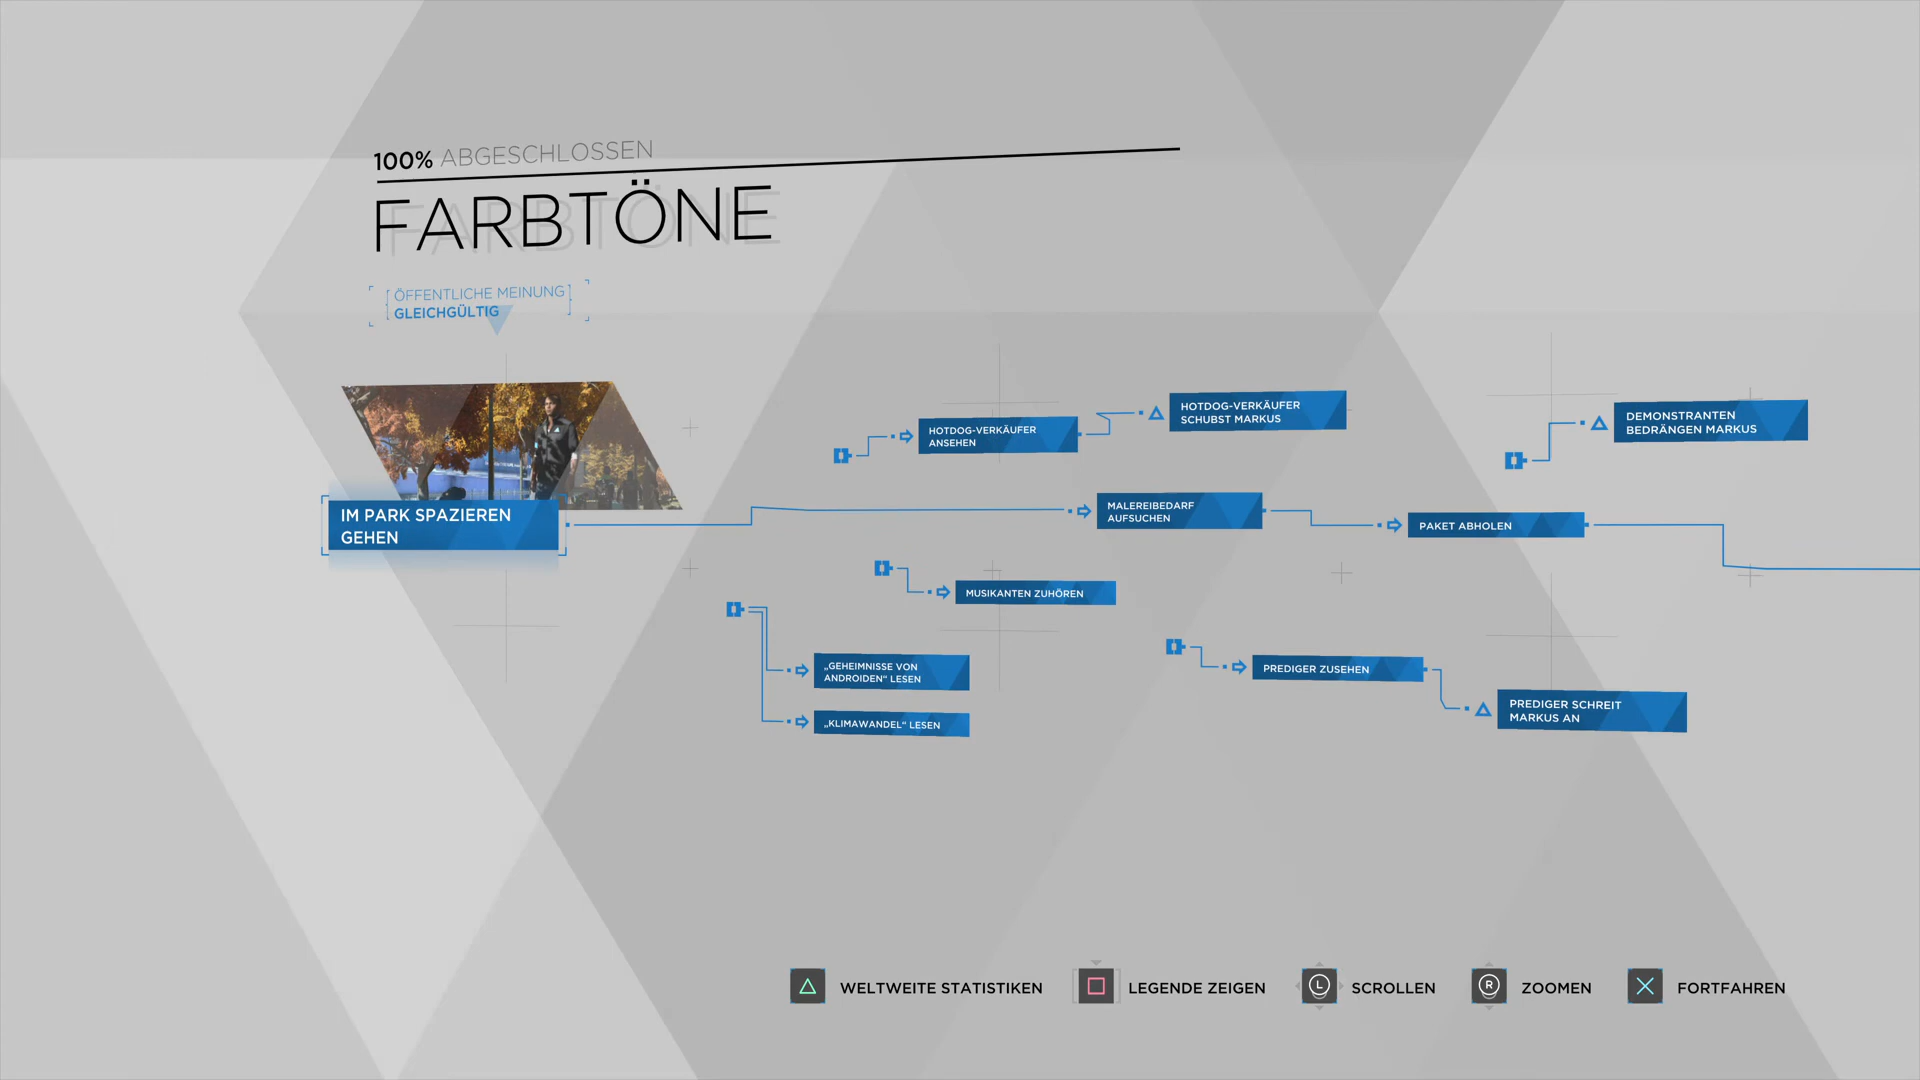 100% ABGESCHLOSSEN
FARBTÖNE
ÖFFENTLICHE MEINUNG
GLEICHGÜLTIG
IM PARK SPAZIEREN
GEHEN
HOTDOG-VERKÄUFER
ANSEHEN
HOTDOG-VERKÄUFER
SCHUBST MARKUS
DEMONSTRANTEN
BEDRÄNGEN MARKUS
MALEREIBEDARF
AUFSUCHEN
PAKET ABHOLEN
MUSIKANTEN ZUHÖREN
„GEHEIMNISSE VON
ANDROIDEN“ LESEN
„KLIMAWANDEL“ LESEN
PREDIGER ZUSEHEN
PREDIGER SCHREIT
MARKUS AN
WELTWEITE STATISTIKEN
LEGENDE ZEIGEN
L SCROLLEN
R ZOOMEN
FORTFAHREN